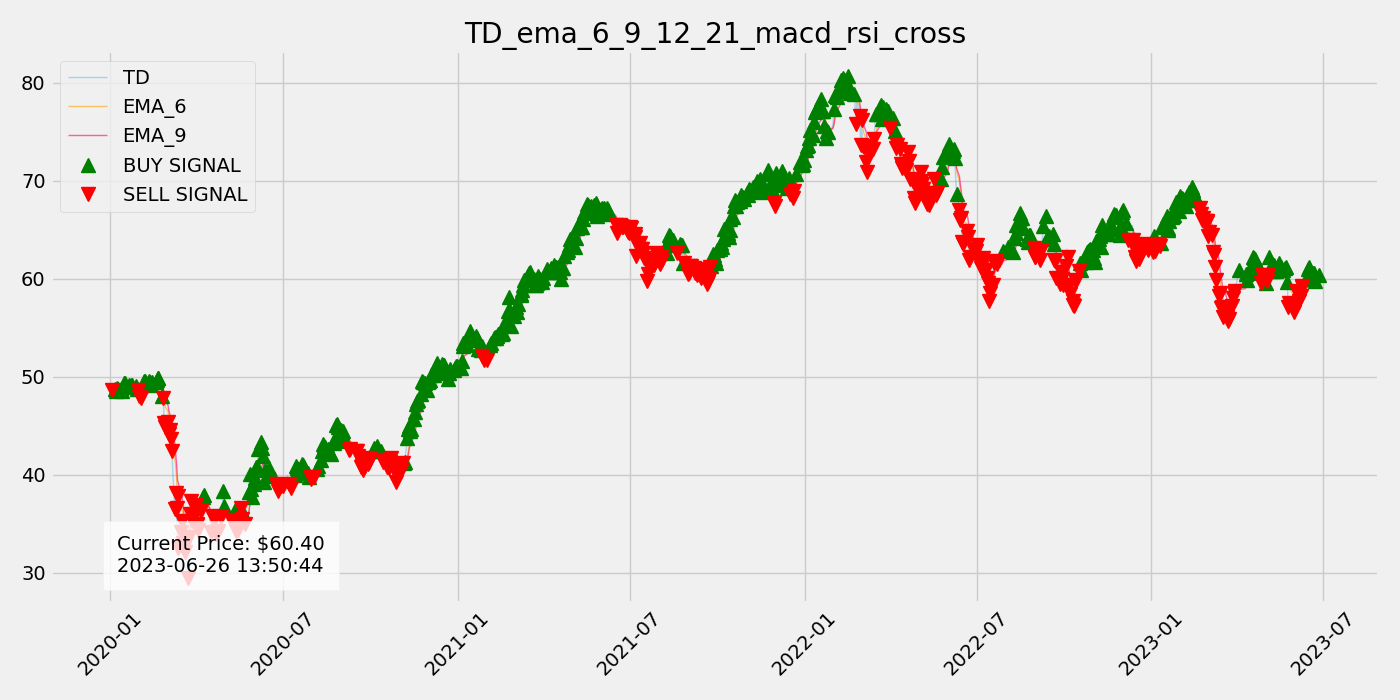 TD_ema_6_9_12_21_macd_rsi_cross
TD
EMA_6
EMA_9
BUY SIGNAL
SELL SIGNAL
80
70
60
50
40
30
Current Price: $60.40
2023-06-26 13:50:44
2020-01
2020-07
2021-01
2021-07
2022-01
2022-07
2023-01
2023-07